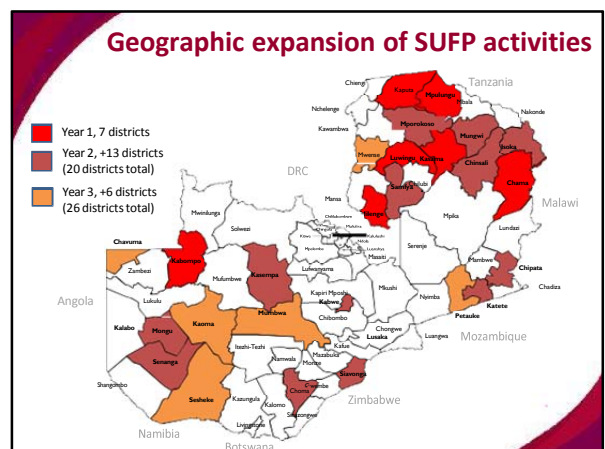 Geographic expansion of SUFP activities
Year 1, 7 districts
Year 2, +13 districts
(20 districts total)
Year 3, +6 districts
(26 districts total)
Tanzania
DRC
Malawi
Angola
Mozambique
Zimbabwe
Namibia
Botswana
Chiengi
Kaputa
Mpulungu
Mbala
Nchelenge
Mporokoso
Nakonde
Kawambwa
Mungwi
Isoka
Mwense
Luwingu
Kasama
Chinsali
Chilubi
Samfya
Chama
Mansa
Mpika
Lundazi
Mwinilunga
Solwezi
Chavuma
Zambezi
Kabompo
Mufumbwe
Kasempa
Lufwanyama
Masaiti
Serenje
Mambwe
Chipata
Chadiza
Katete
Petauke
Nyimba
Lukulu
Kapiri Mposhi
Mkushi
Kabwe
Chibombo
Mumbwa
Kaoma
Kalabo
Mongu
Senanga
Itezhi-Tezhi
Lusaka
Chongwe
Luangwa
Kafue
Namwala
Mazabuka
Monze
Siavonga
Shangombo
Sesheke
Kazungula
Kalomo
Choma
Gwembe
Sinazongwe
Livingstone